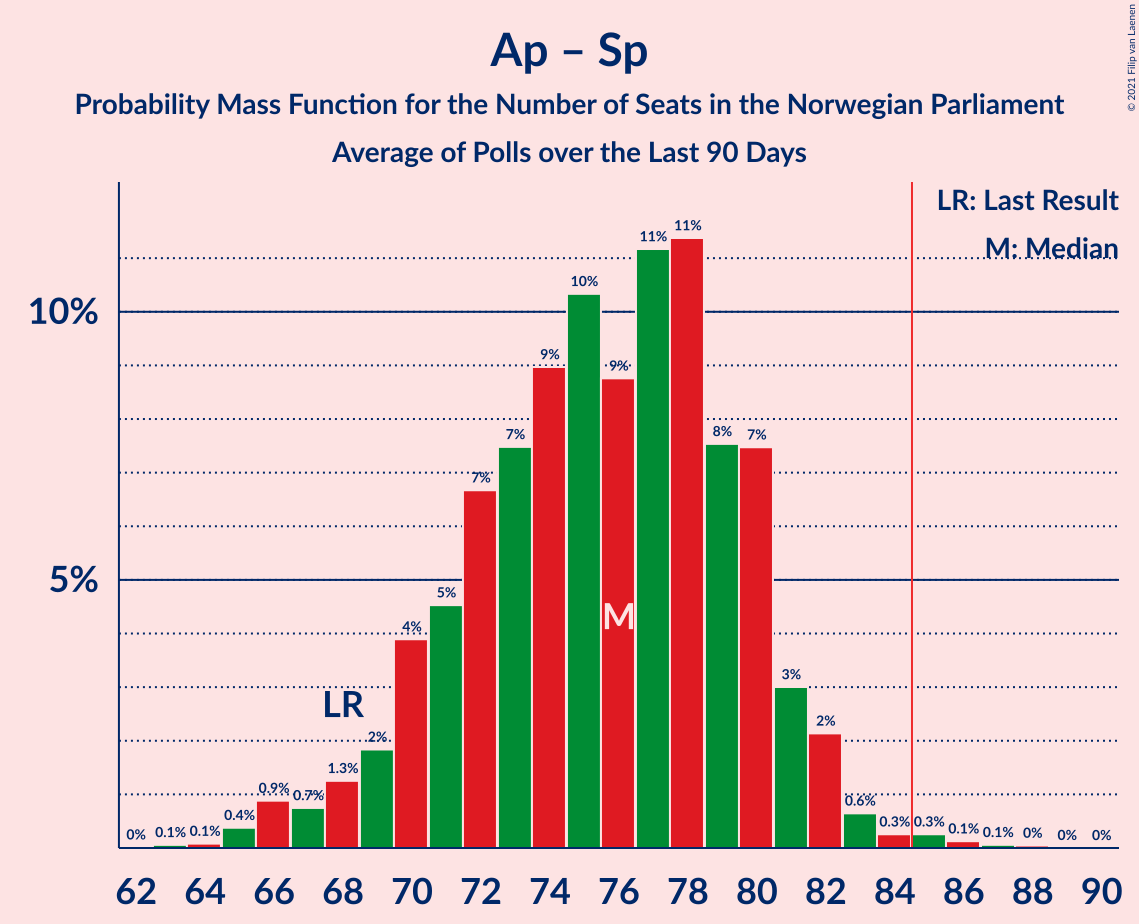 Ap – Sp
Probability Mass Function for the Number of Seats in the Norwegian Parliament
Average of Polls over the Last 90 Days
© 2021 Filip van Laenen
LR: Last Result
M: Median
10%
5%
0% 0.1% 0.1% 0.4% 0.9% 0.7% 1.3% 2% 4% 5% 7% 7% 9% 10% 9% 11% 11% 8% 7% 3% 2% 0.6% 0.3% 0.3% 0.1% 0.1% 0% 0% 0%
LR
M
62 64 66 68 70 72 74 76 78 80 82 84 86 88 90